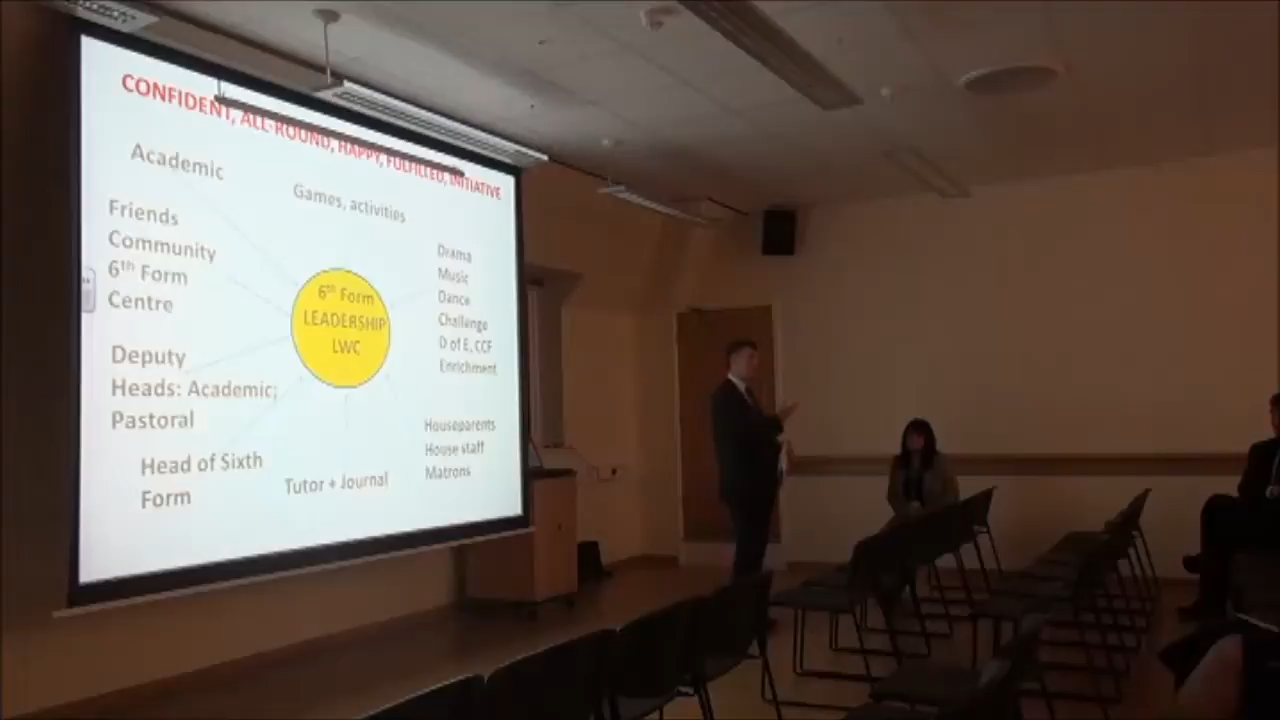 CONFIDENT, ALL-ROUND, HAPPY, FULFILLED, INITIATIVE
Academic
Games, activities
Friends
Community
6th Form
Centre
Drama
Music
Dance
Challenge
D of E, CCF
Enrichment
6th Form
LEADERSHIP
LWC
Deputy
Heads: Academic;
Pastoral
Houseparents
House staff
Matrons
Head of Sixth
Form
Tutor + Journal